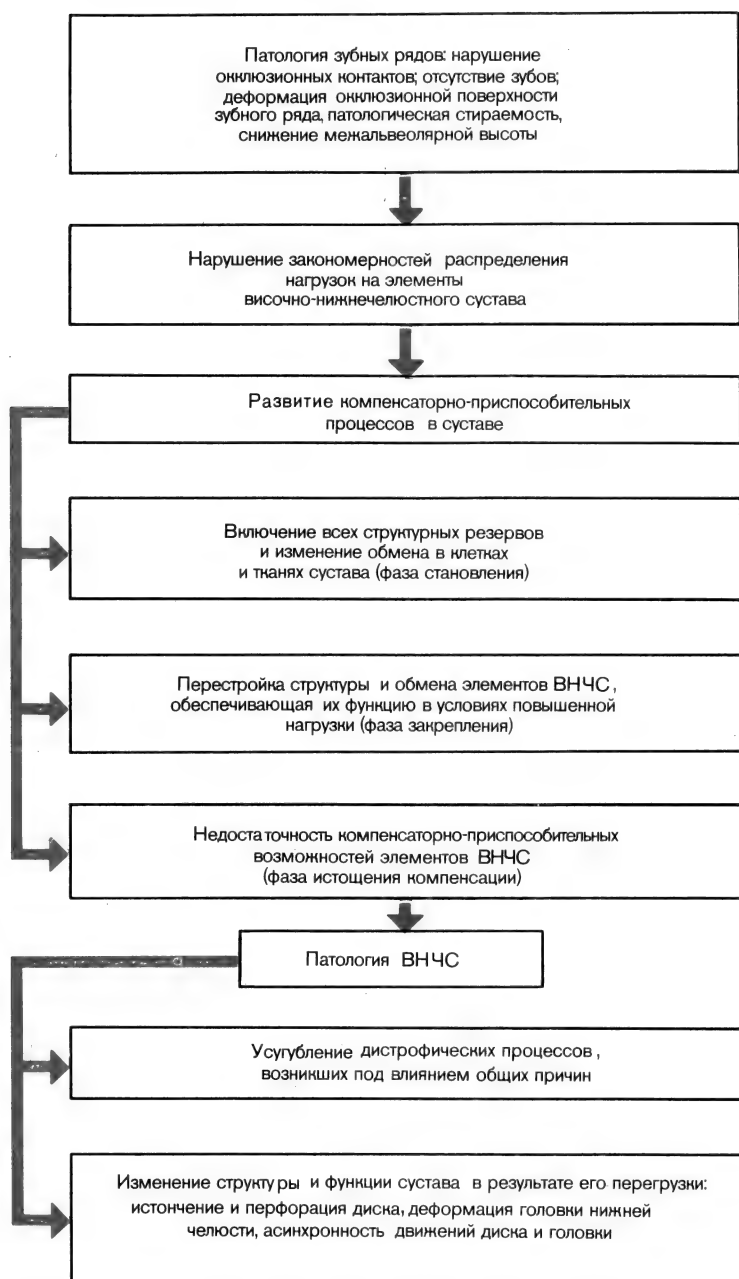 Патология зубных рядов: нарушение
окклюзионных контактов; отсутствие зубов;
деформация окклюзионной поверхности
зубного ряда, патологическая стираемость,
снижение межальвеолярной высоты
Нарушение закономерностей распределения
нагрузок на элементы
височно-нижнечелюстного сустава
Развитие компенсаторно-приспособительных
процессов в суставе
Включение всех структурных резервов
и изменение обмена в клетках
и тканях сустава (фаза становления)
Перестройка структуры и обмена элементов ВНЧС,
обеспечивающая их функцию в условиях повышенной
нагрузки (фаза закрепления)
Недостаточность компенсаторно-приспособительных
возможностей элементов ВНЧС
(фаза истощения компенсации)
Патология ВНЧС
Усугубление дистрофических процессов,
возникших под влиянием общих причин
Изменение структуры и функции сустава в результате его перегрузки:
истончение и перфорация диска, деформация головки нижней
челюсти, асинхронность движений диска и головки